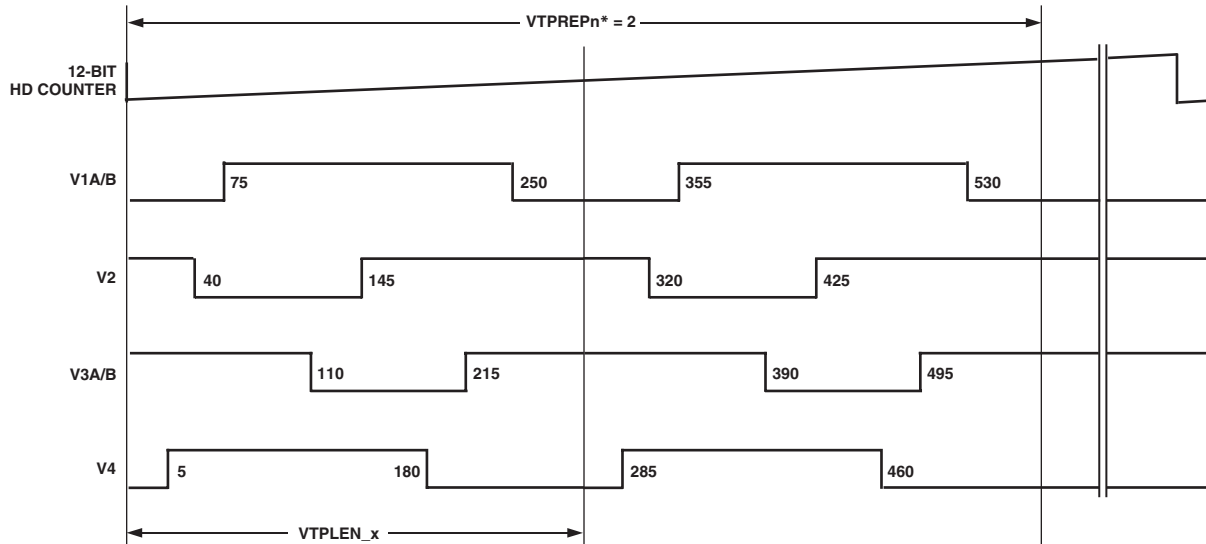 VTPREPn* = 2
12-BIT
HD COUNTER
V1A/B
75
250
355
530
V2
40
145
320
425
V3A/B
110
215
390
495
V4
5
180
285
460
VTPLEN_x